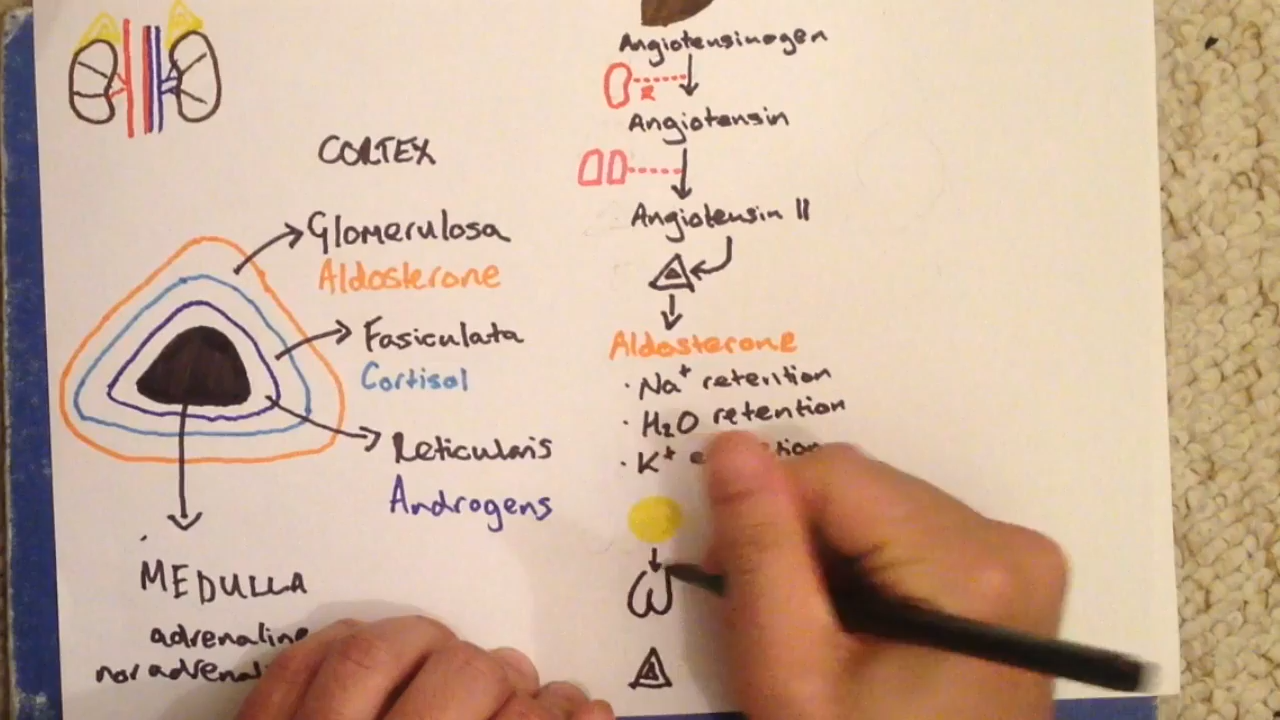 CORTEX
Glomerulosa
Aldosterone
Fasiculata
Cortisol
Reticularis
Androgens
MEDULLA
adrenaline
Angiotensinogen
R
Angiotensin
Angiotensin II
Aldosterone
· Na⁺ retention
· H₂O retention
· K⁺